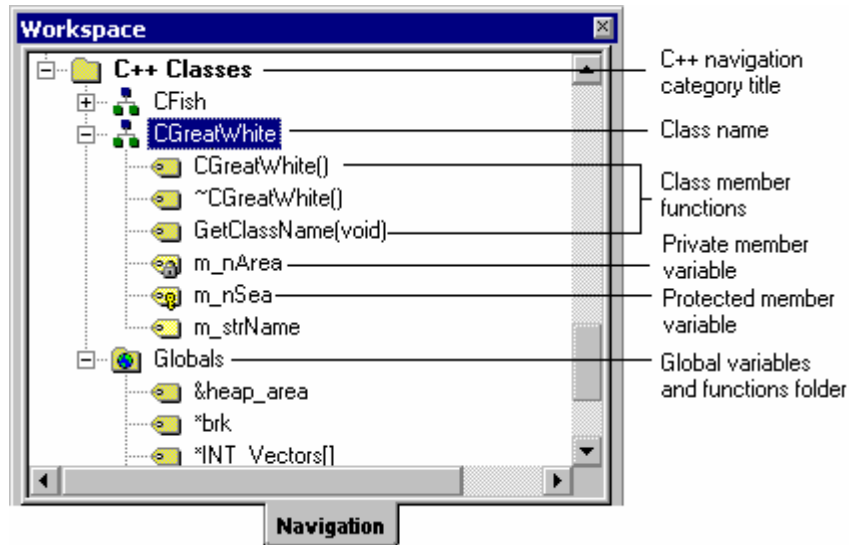 Workspace
C++ Classes
CFish
CGreatWhite
CGreatWhite()
~CGreatWhite()
GetClassName(void)
m_nArea
m_nSea
m_strName
Globals
&heap_area
*brk
*INT_Vectors[]
Navigation
C++ navigation
category title
Class name
Class member
functions
Private member
variable
Protected member
variable
Global variables
and functions folder